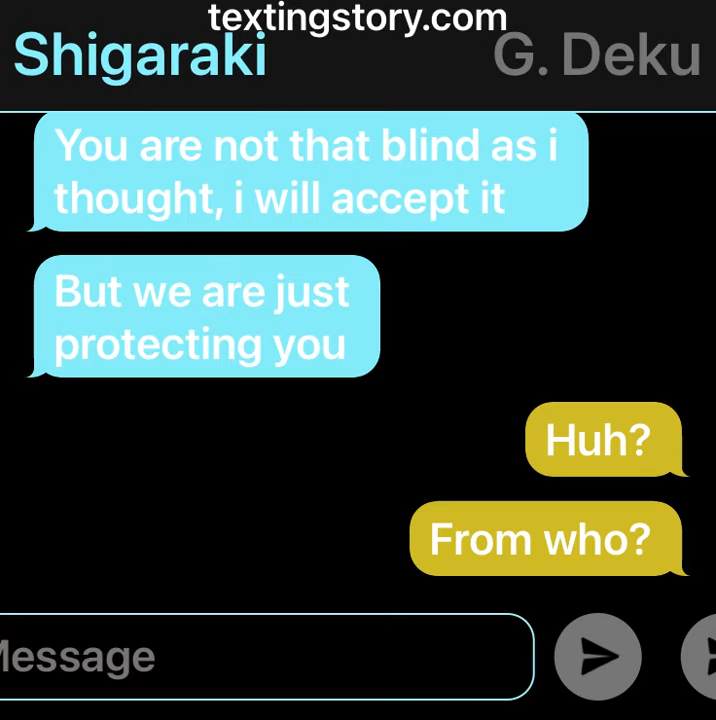 textingstory.com
Shigaraki G. Deku
You are not that blind as i
thought, i will accept it
But we are just
protecting you
Huh?
From who?
Message